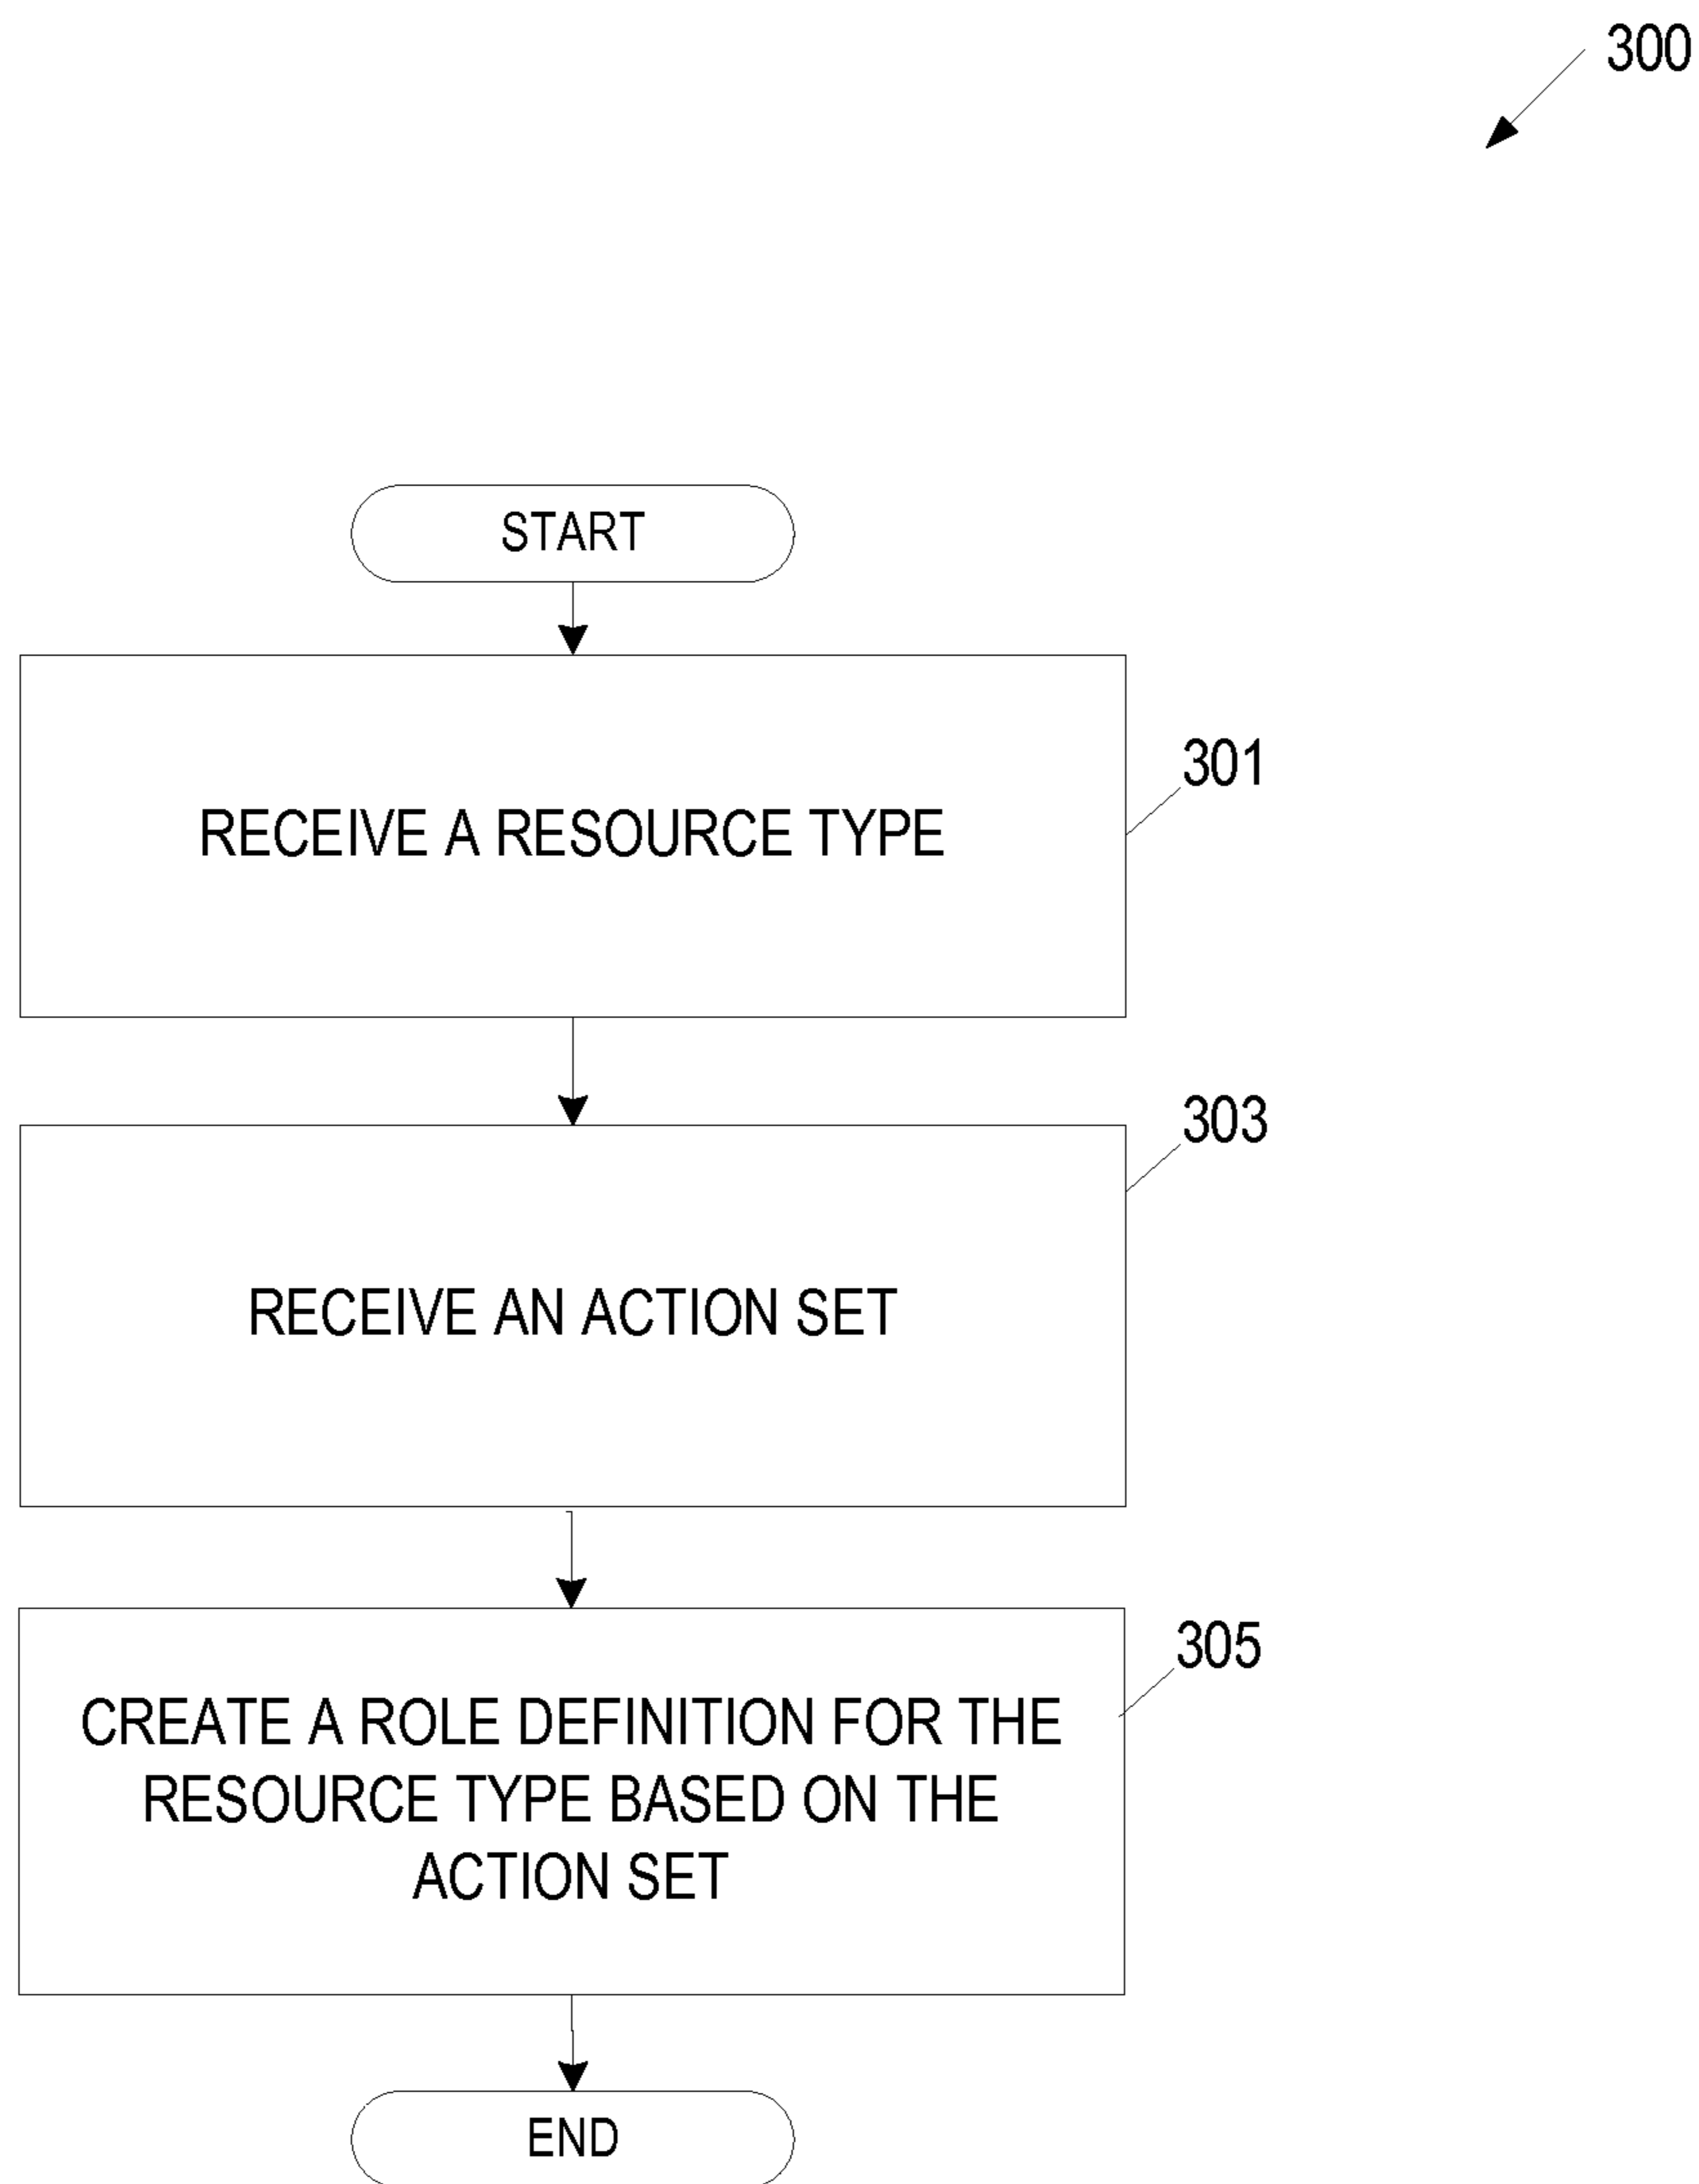 300
START
301
RECEIVE A RESOURCE TYPE
303
RECEIVE AN ACTION SET
305
CREATE A ROLE DEFINITION FOR THE
RESOURCE TYPE BASED ON THE
ACTION SET
END